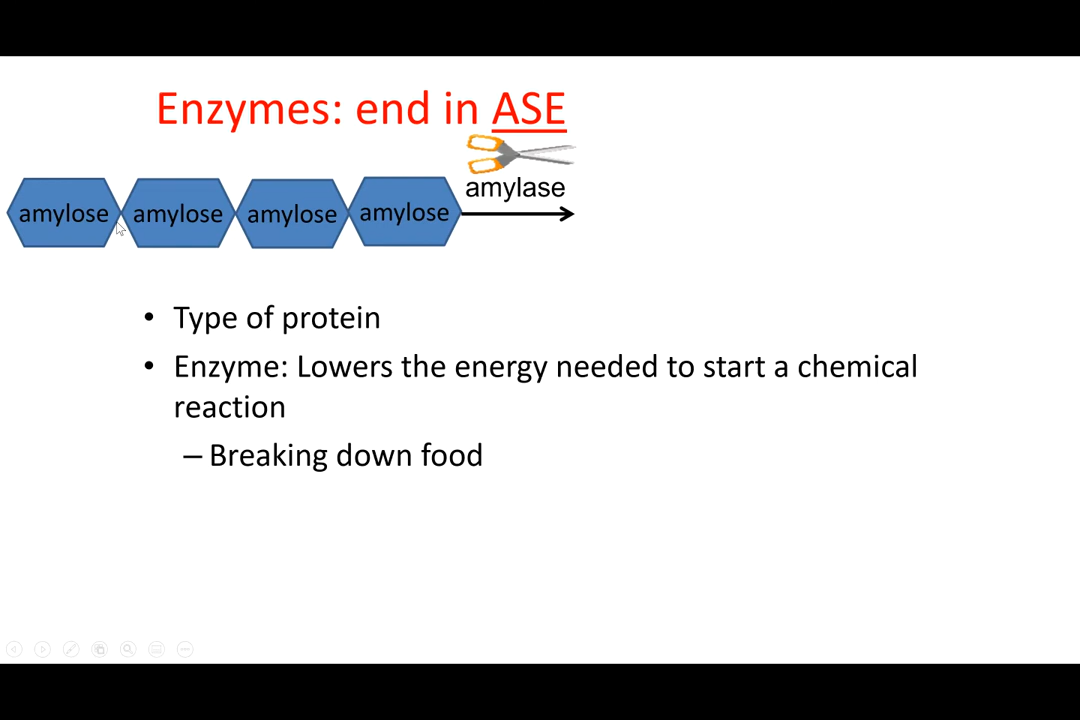 Enzymes: end in ASE
amylase
amylose amylose amylose amylose
• Type of protein
• Enzyme: Lowers the energy needed to start a chemical
reaction
– Breaking down food